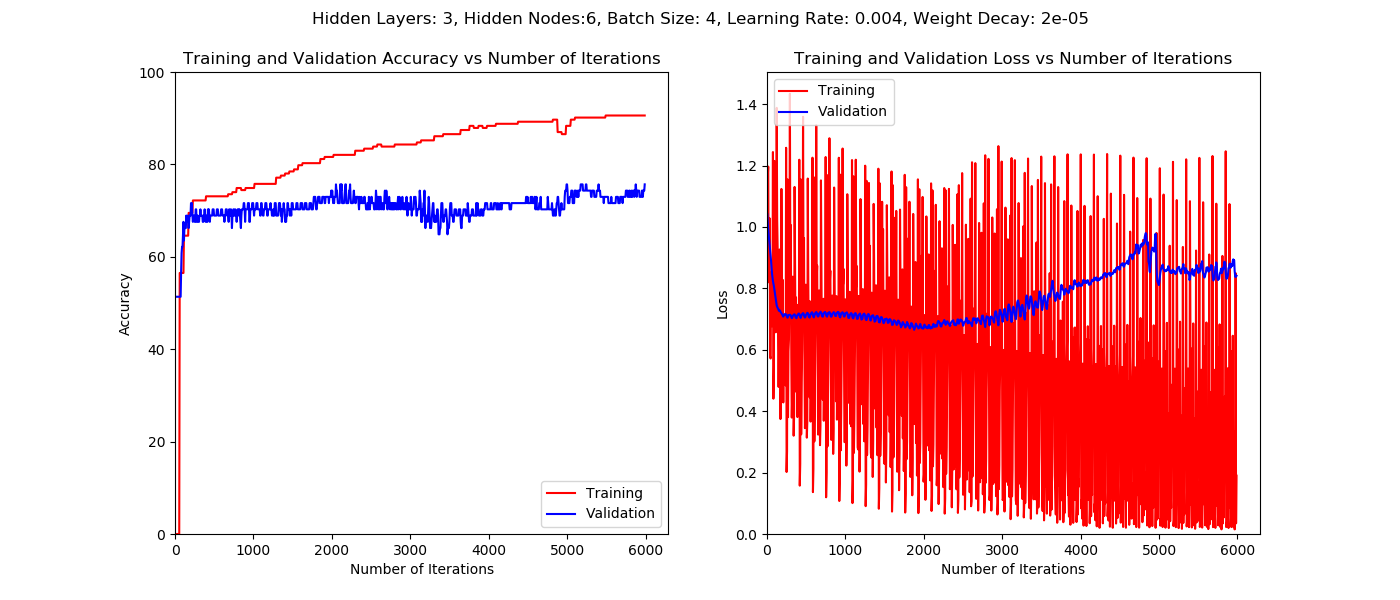 Hidden Layers: 3, Hidden Nodes:6, Batch Size: 4, Learning Rate: 0.004, Weight Decay: 2e-05
Training and Validation Accuracy vs Number of Iterations
100
80
60
40
20
0
Accuracy
0 1000 2000 3000 4000 5000 6000
Number of Iterations
Training
Validation
Training and Validation Loss vs Number of Iterations
1.4
1.2
1.0
0.8
0.6
0.4
0.2
0.0
Loss
0 1000 2000 3000 4000 5000 6000
Number of Iterations
Training
Validation